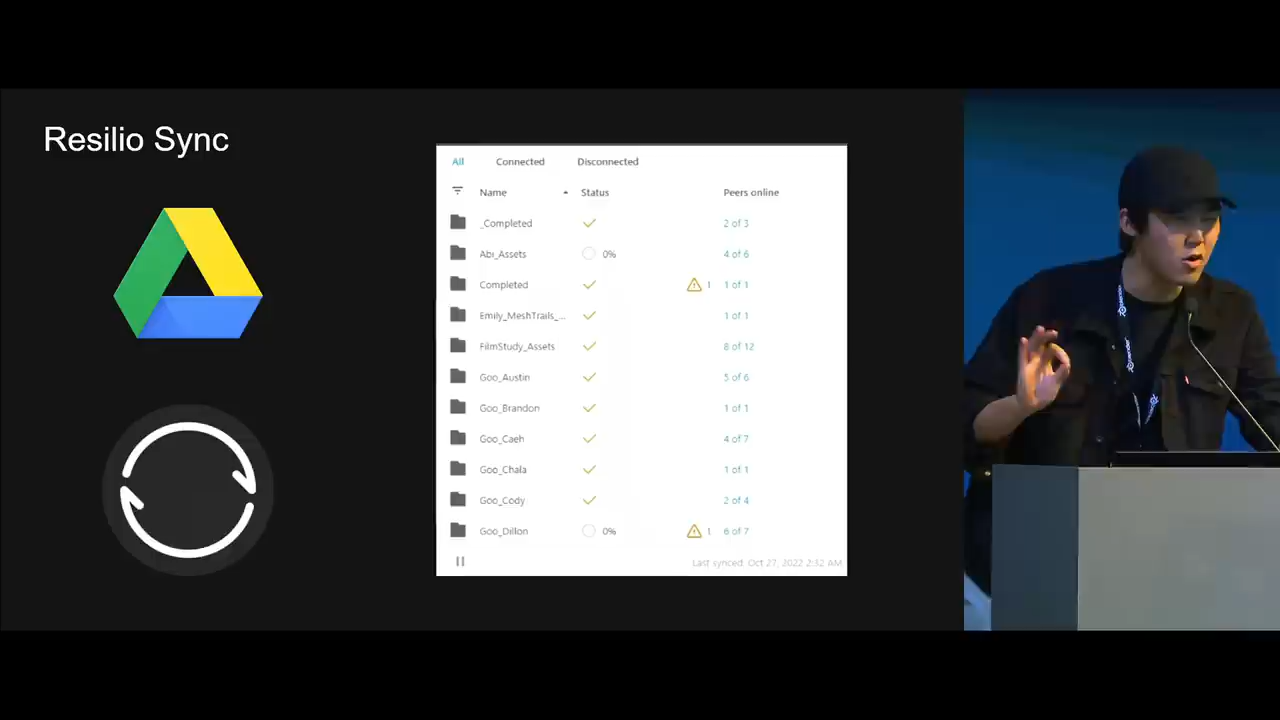 Resilio Sync
All Connected Disconnected
Name Status Peers online
_Completed 2 of 3
Abi_Assets 0% 4 of 6
Completed 1 1 of 1
Emily_MeshTrails_... 1 of 1
FilmStudy_Assets 8 of 12
Goo_Austin 5 of 6
Goo_Brandon 1 of 1
Goo_Caeh 4 of 7
Goo_Chala 1 of 1
Goo_Cody 2 of 4
Goo_Dillon 0% 1 6 of 7
Last synced: Oct 27, 2022 2:32 AM